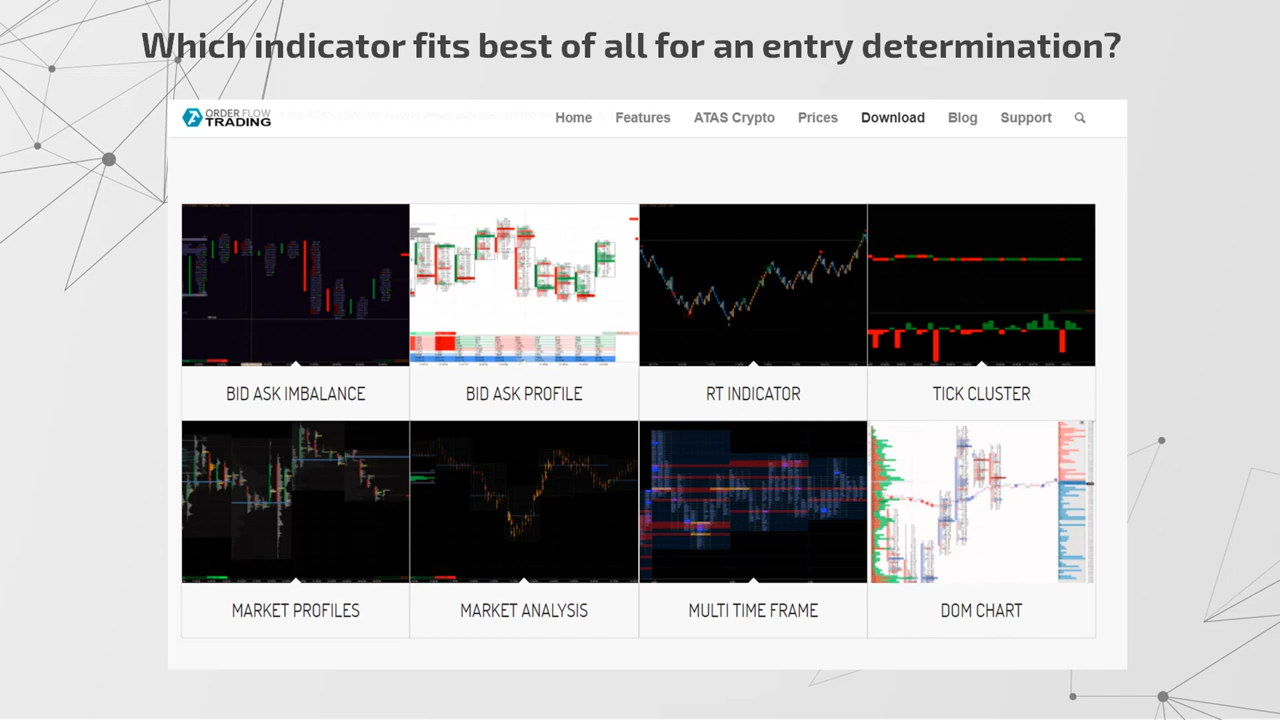 Which indicator fits best of all for an entry determination?
ORDER FLOW
TRADING
Home Features ATAS Crypto Prices Download Blog Support
BID ASK IMBALANCE BID ASK PROFILE RT INDICATOR TICK CLUSTER
MARKET PROFILES MARKET ANALYSIS MULTI TIME FRAME DOM CHART